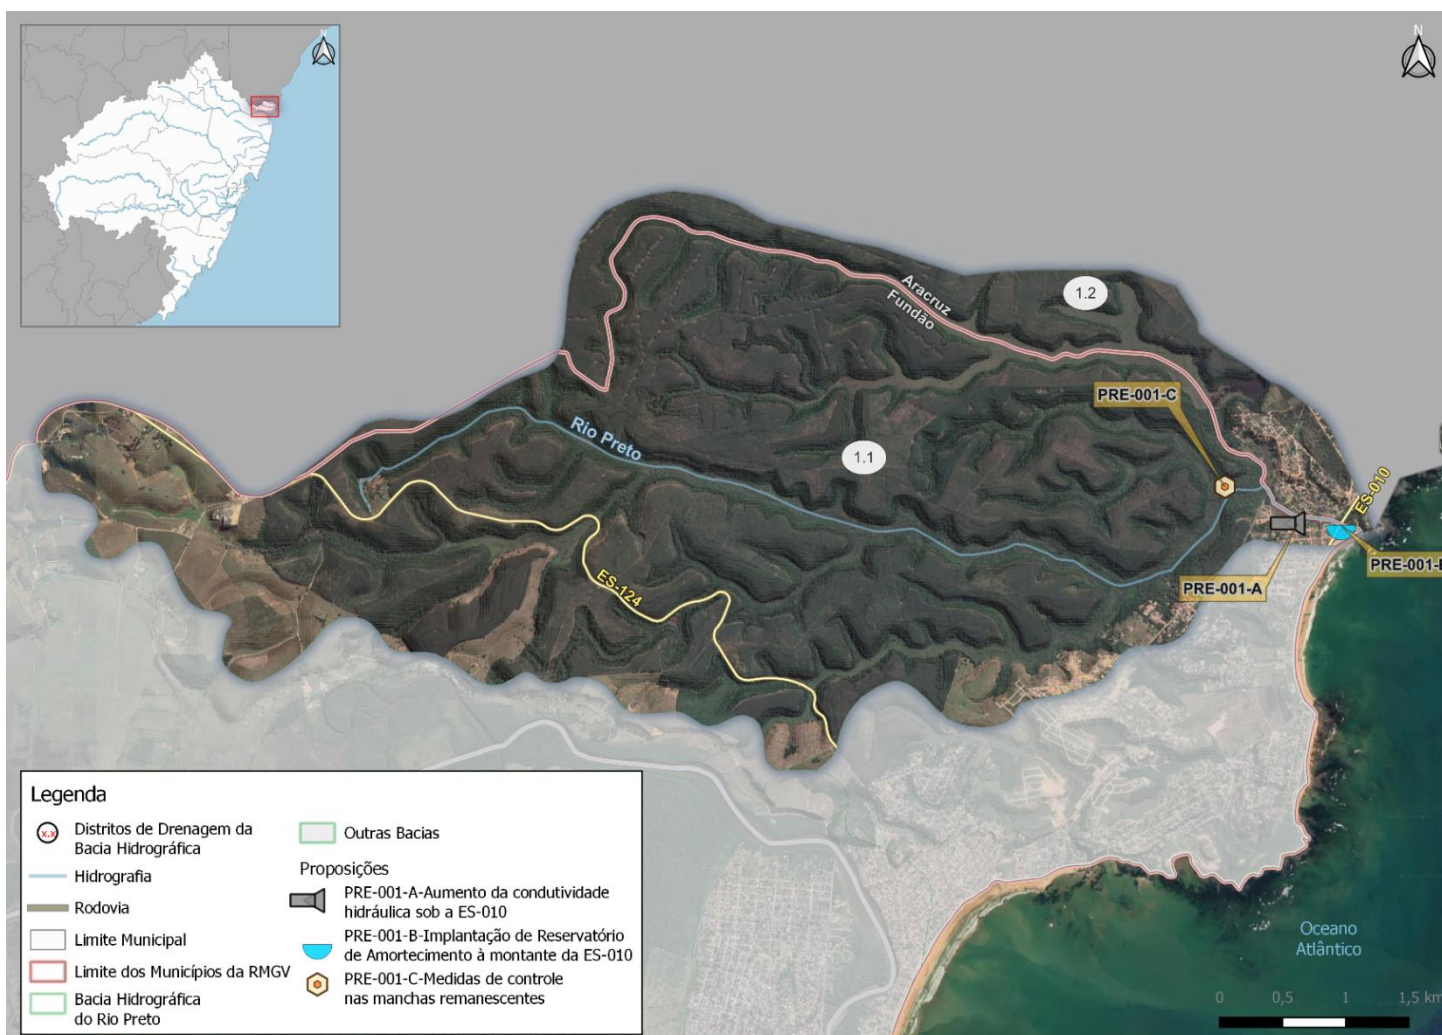 N
N
Aracruz
Fundão
1.2
PRE-001-C
Rio Preto
1.1
ES-010
PRE-001-A
ES-124
Legenda
x.x
Distritos de Drenagem da
Bacia Hidrográfica
Hidrografia
Rodovia
Limite Municipal
Limite dos Municípios da RMGV
Bacia Hidrográfica
do Rio Preto
Outras Bacias
Proposições
PRE-001-A-Aumento da condutividade
hidráulica sob a ES-010
PRE-001-B-Implantação de Reservatório
de Amortecimento à montante da ES-010
PRE-001-C-Medidas de controle
nas manchas remanescentes
Oceano
Atlântico
0 0,5 1 1,5 km